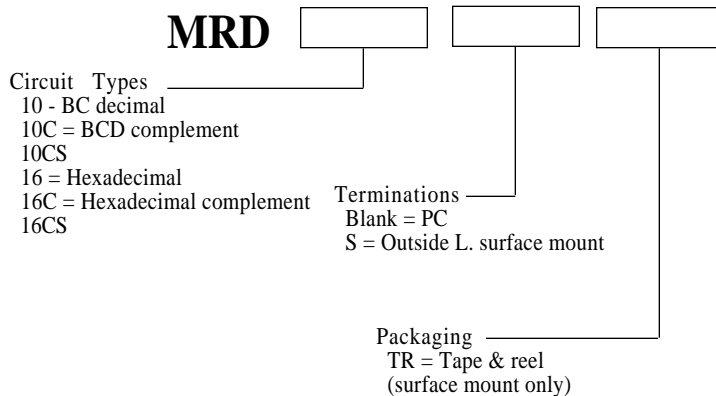 MRD
Circuit Types
10 - BC decimal
10C = BCD complement
10CS
16 = Hexadecimal
16C = Hexadecimal complement
16CS
Terminations
Blank = PC
S = Outside L. surface mount
Packaging
TR = Tape & reel
(surface mount only)